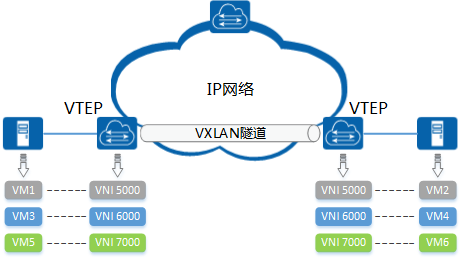 IP网络
VTEP VTEP
VXLAN隧道
VM1 VNI 5000 VNI 5000 VM2
VM3 VNI 6000 VNI 6000 VM4
VM5 VNI 7000 VNI 7000 VM6